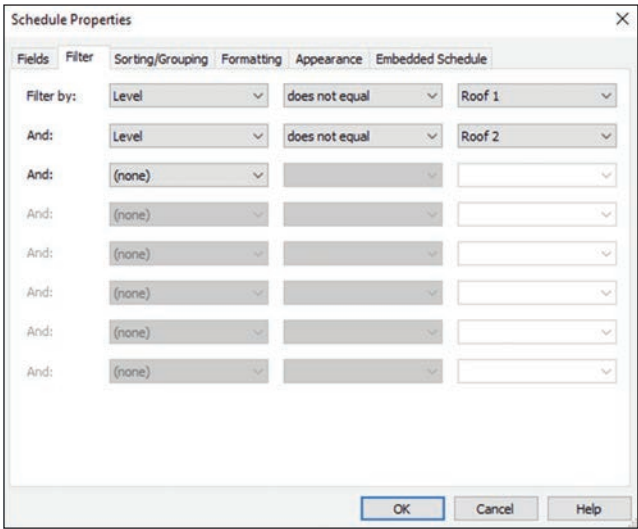 Schedule Properties
Fields Filter Sorting/Grouping Formatting Appearance Embedded Schedule
Filter by: Level does not equal Roof 1
And: Level does not equal Roof 2
And: (none)
And: (none)
And: (none)
And: (none)
And: (none)
And: (none)
OK Cancel Help